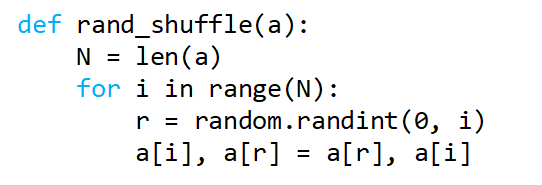 def rand_shuffle(a):
    N = len(a)
    for i in range(N):
        r = random.randint(0, i)
        a[i], a[r] = a[r], a[i]